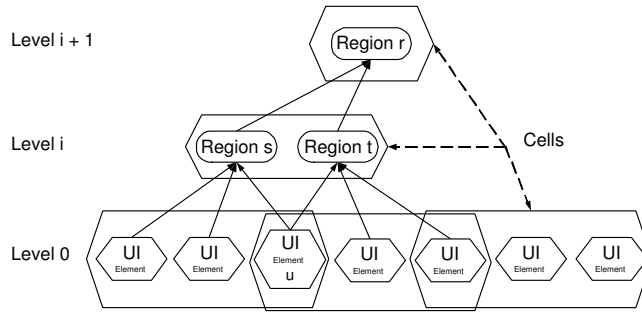 Level i + 1
Region r
Level i
Region s
Region t
Cells
Level 0
UI
Element
UI
Element
UI
Element
u
UI
Element
UI
Element
UI
Element
UI
Element